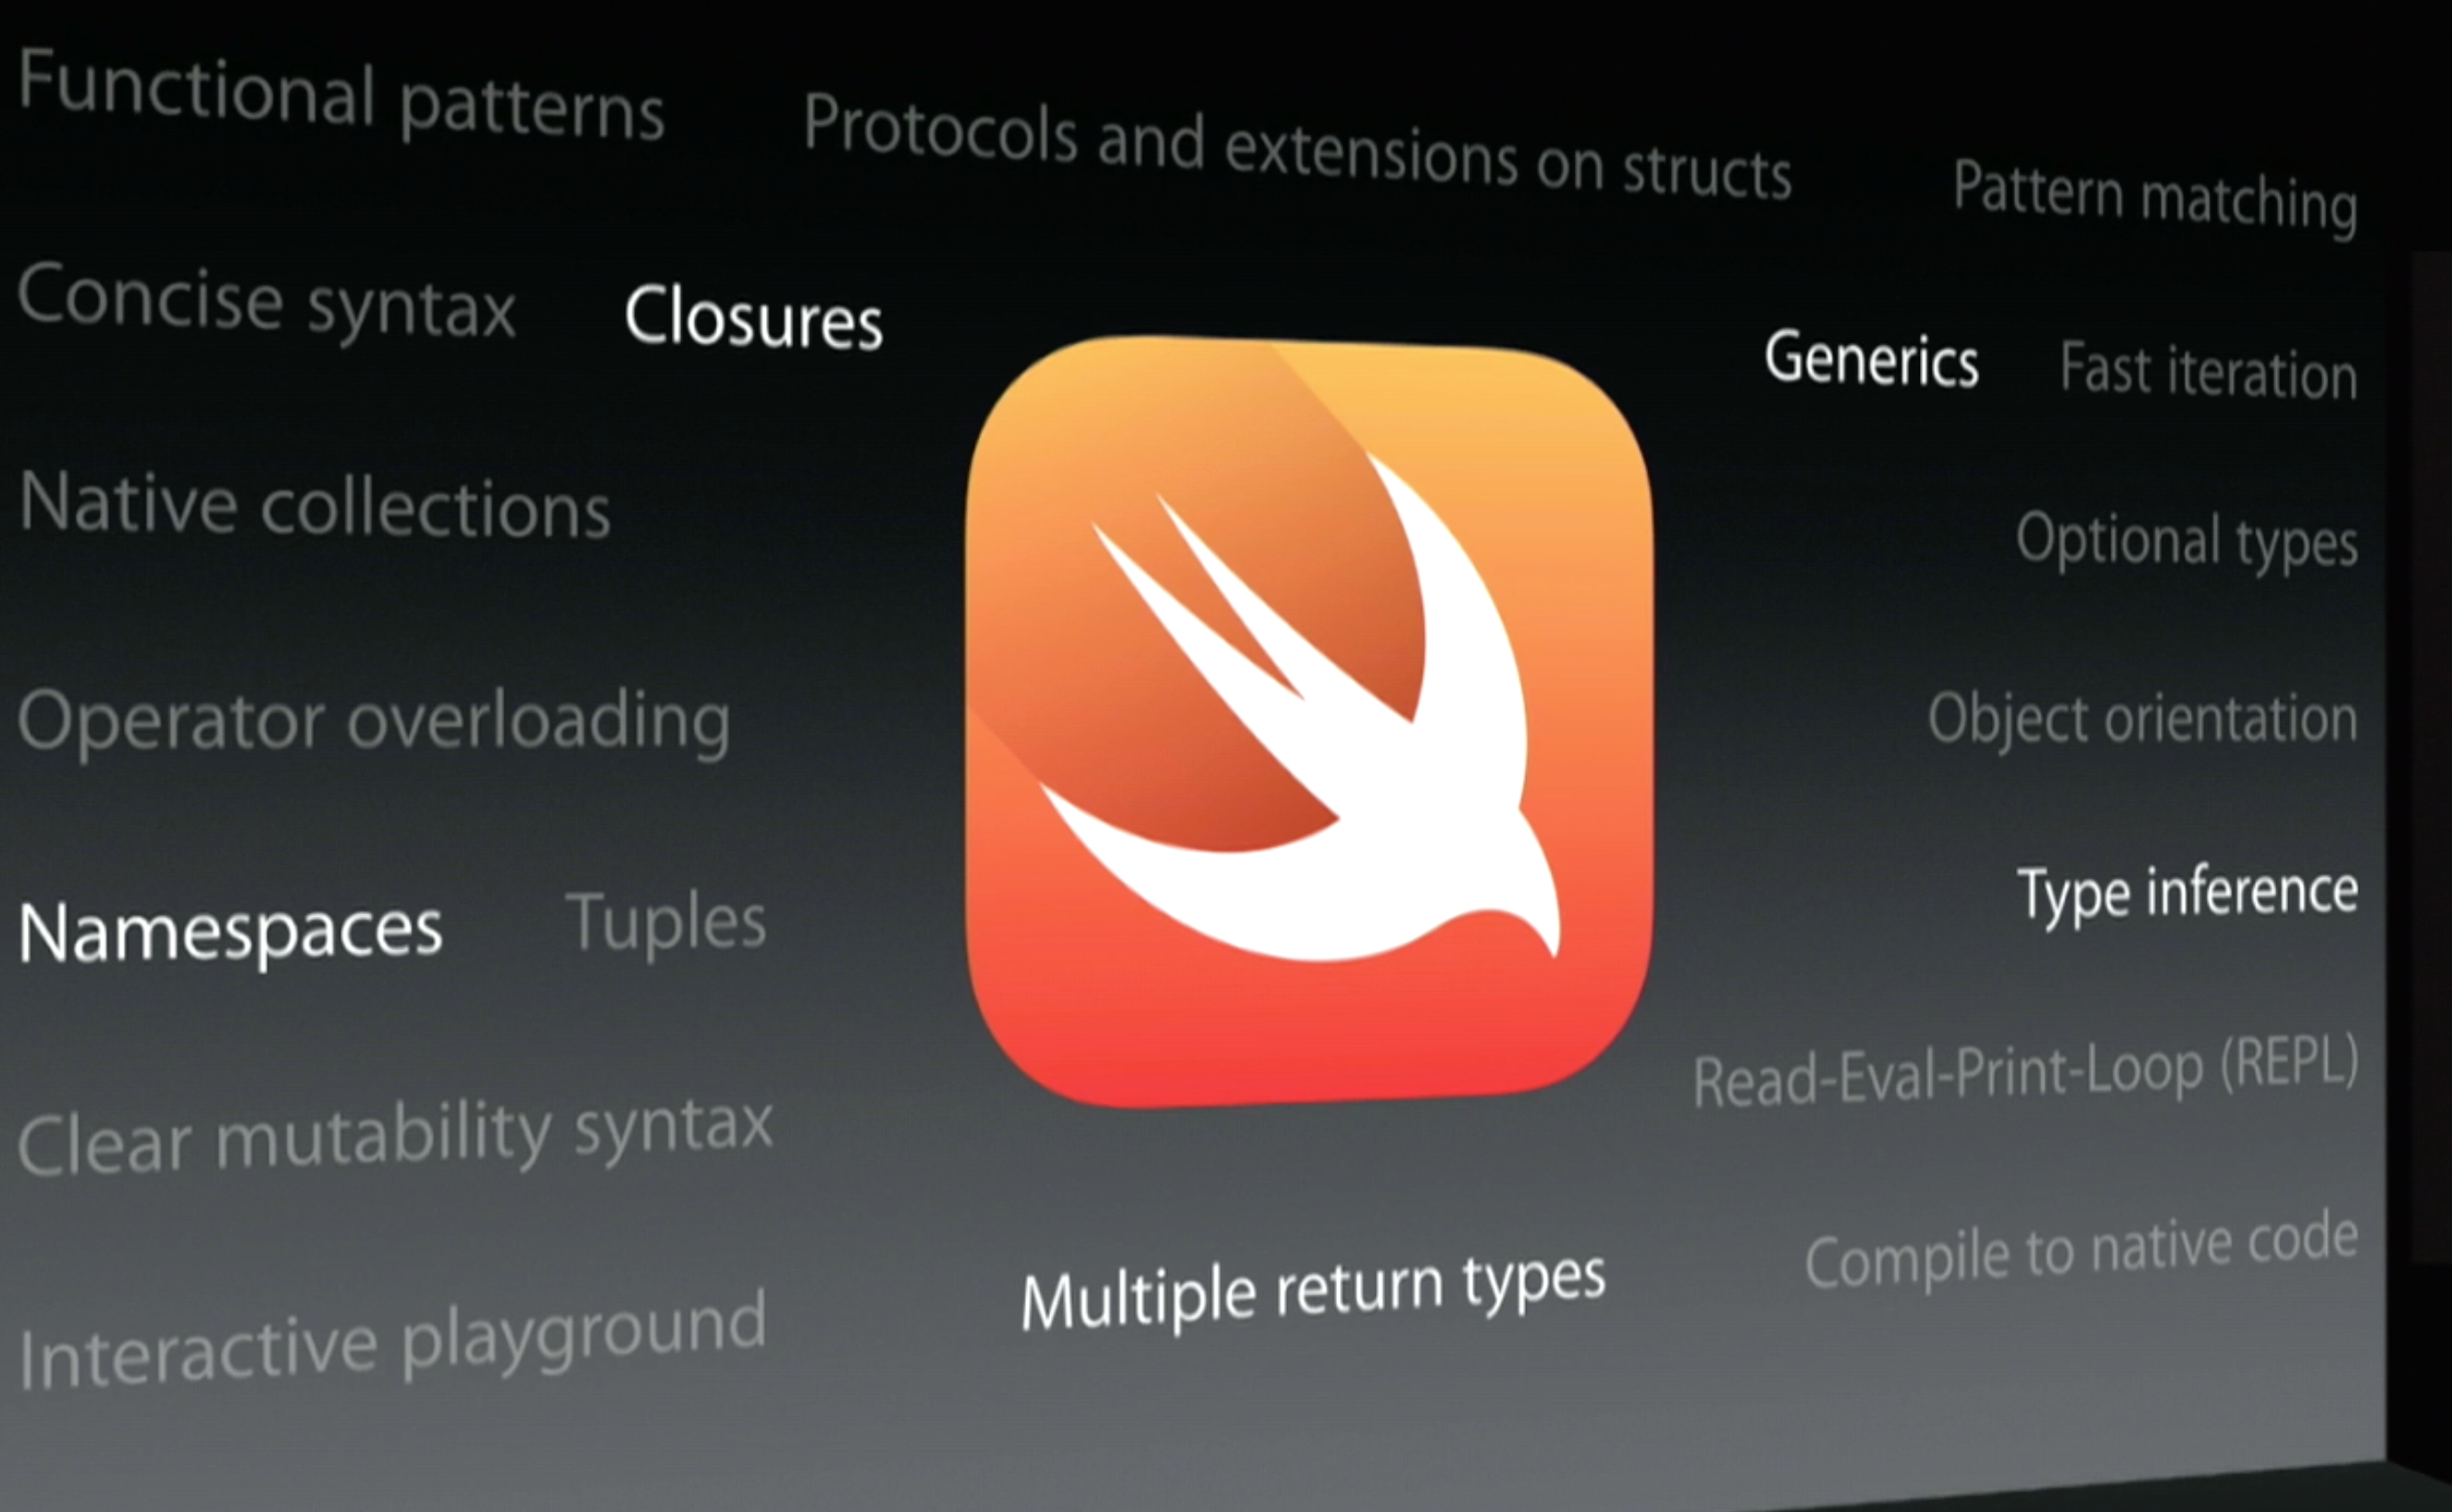 Functional patterns
Protocols and extensions on structs
Pattern matching
Concise syntax
Closures
Generics
Fast iteration
Native collections
Optional types
Operator overloading
Object orientation
Namespaces
Tuples
Type inference
Clear mutability syntax
Read-Eval-Print-Loop (REPL)
Interactive playground
Multiple return types
Compile to native code